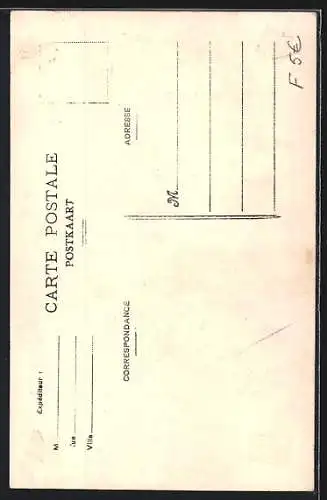 CARTE POSTALE
POSTKAART
Expéditeur :
M
Rue
Ville
CORRESPONDANCE
ADRESSE
M
F 5€